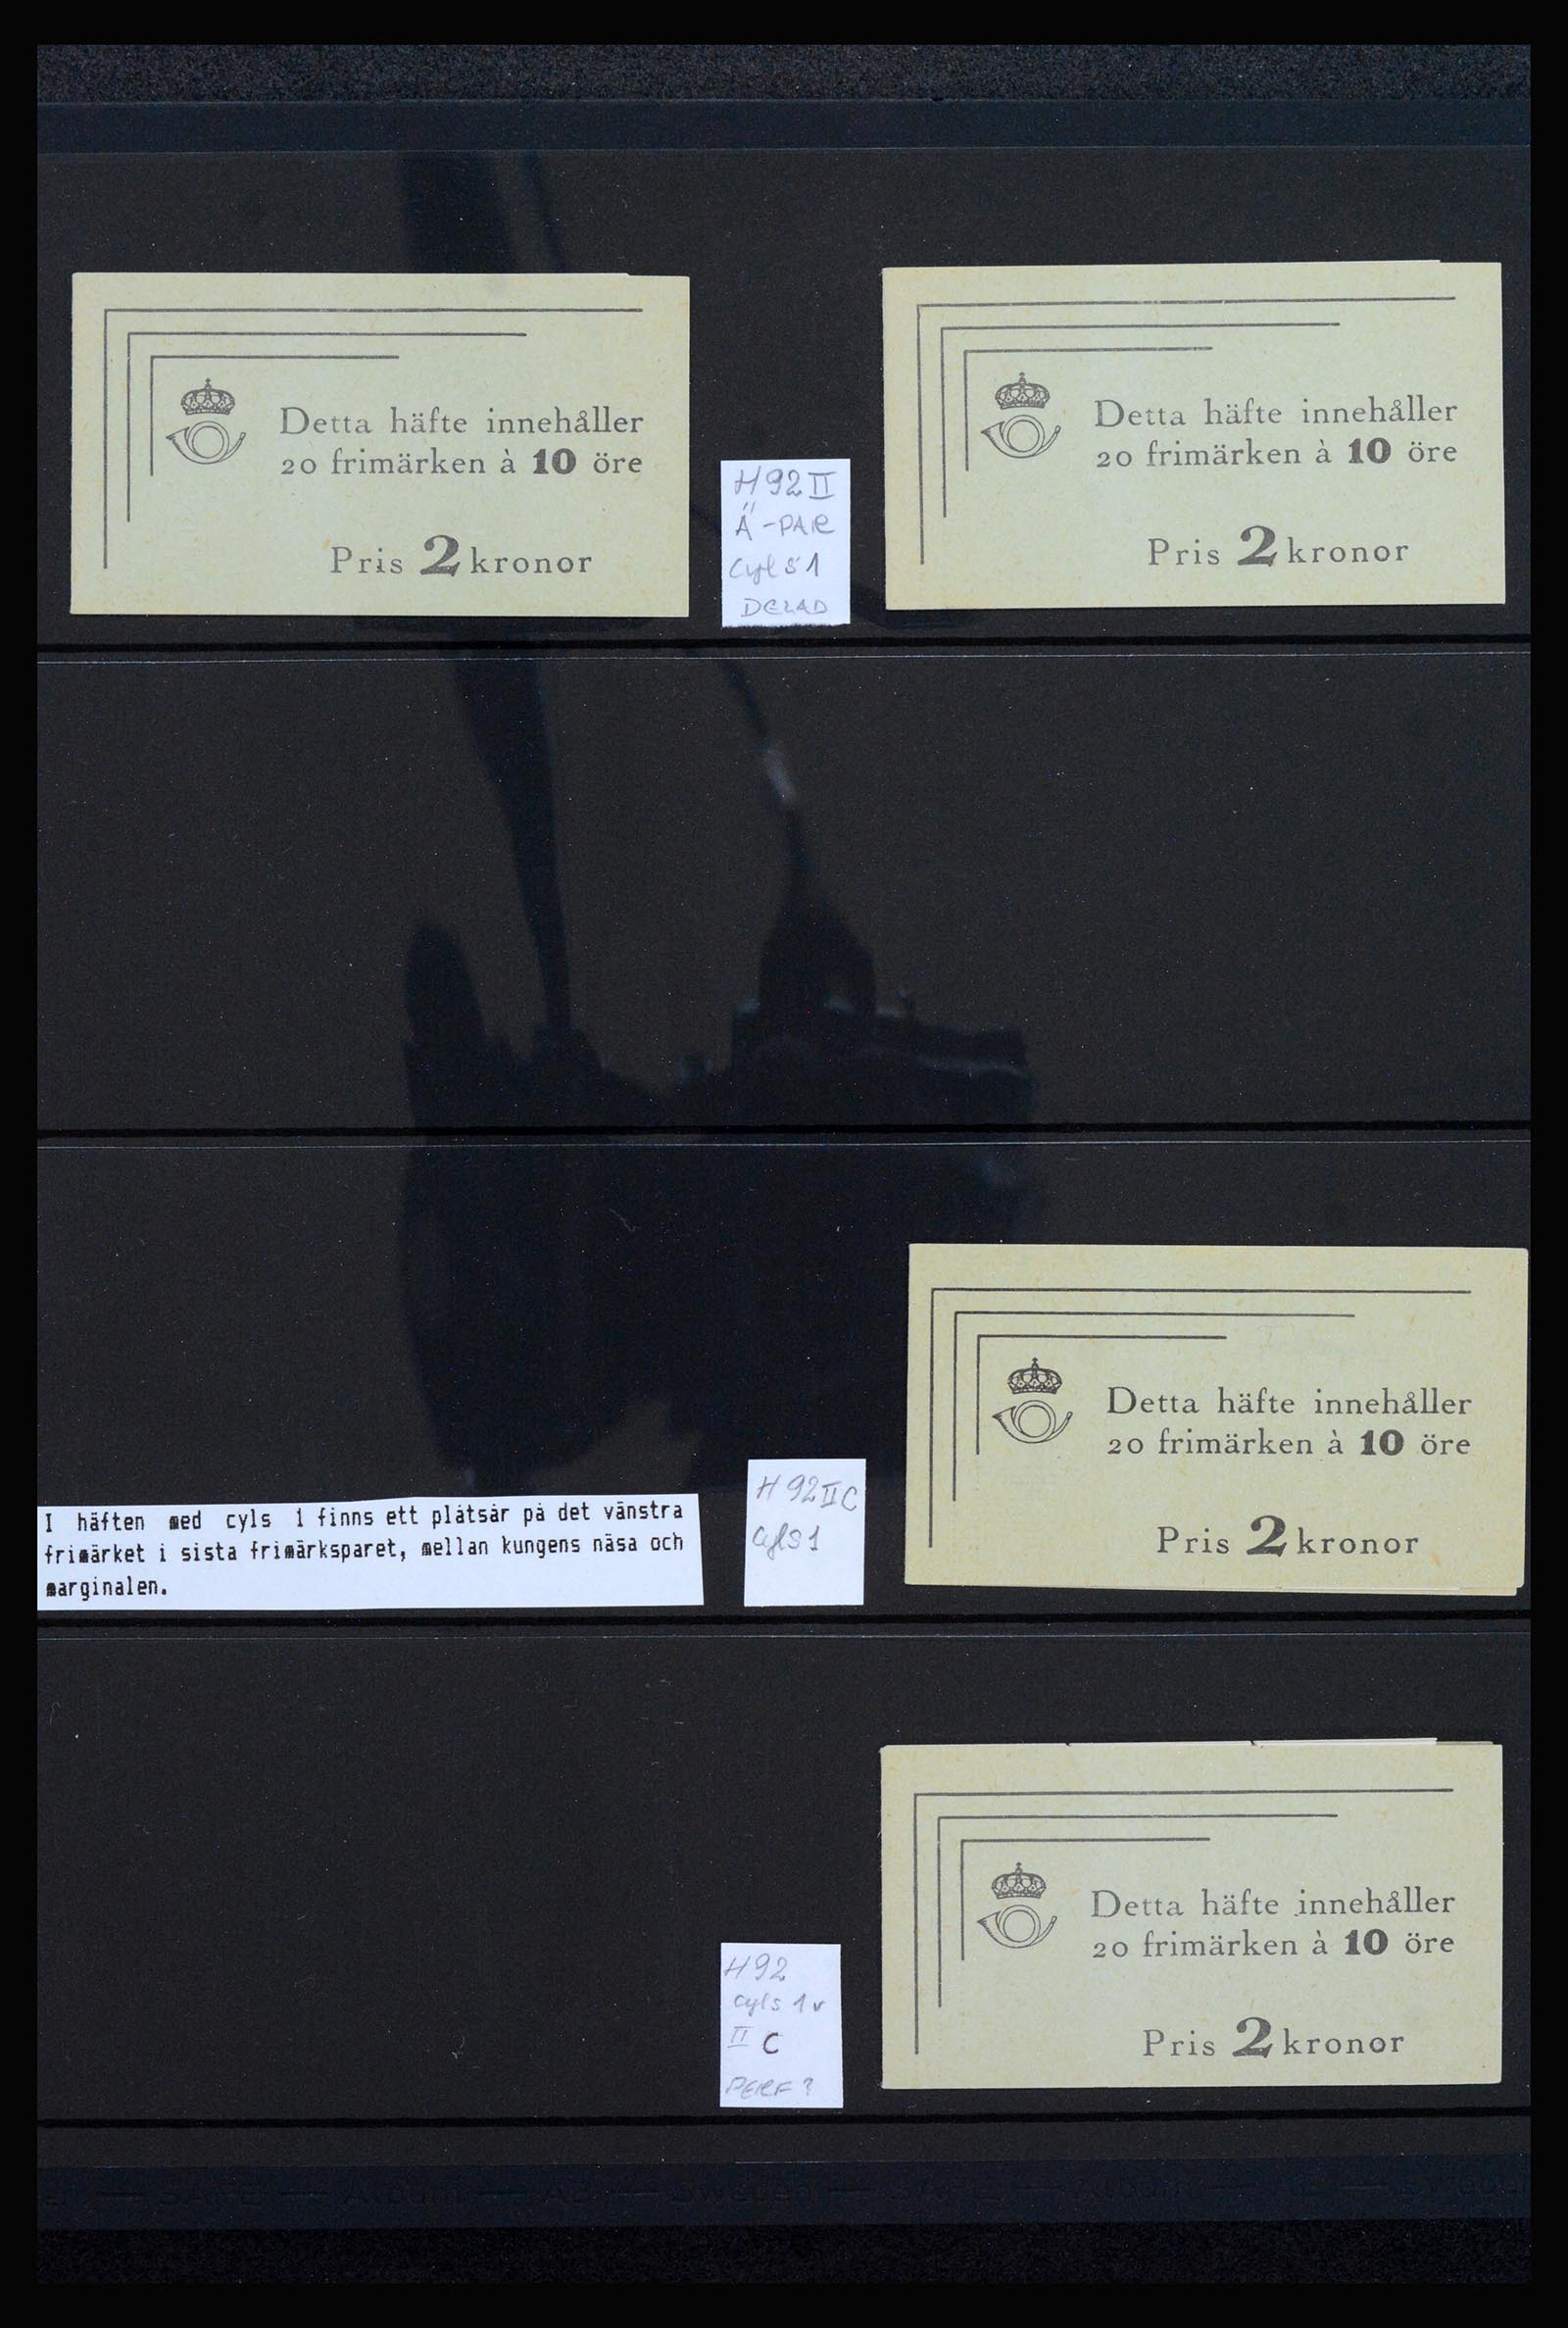 Detta häfte innehåller
20 frimärken à 10 öre
Pris 2 kronor
H92 II
Ä-PAR
cyls 1
DELAD
Detta häfte innehåller
20 frimärken à 10 öre
Pris 2 kronor
I häften med cyls 1 finns ett plåtsår på det vänstra
frimärket i sista frimärksparet, mellan kungens näsa och
marginalen.
H92 II C
cyls 1
Detta häfte innehåller
20 frimärken à 10 öre
Pris 2 kronor
H92
cyls 1 v
II C
PERF?
Detta häfte innehåller
20 frimärken à 10 öre
Pris 2 kronor